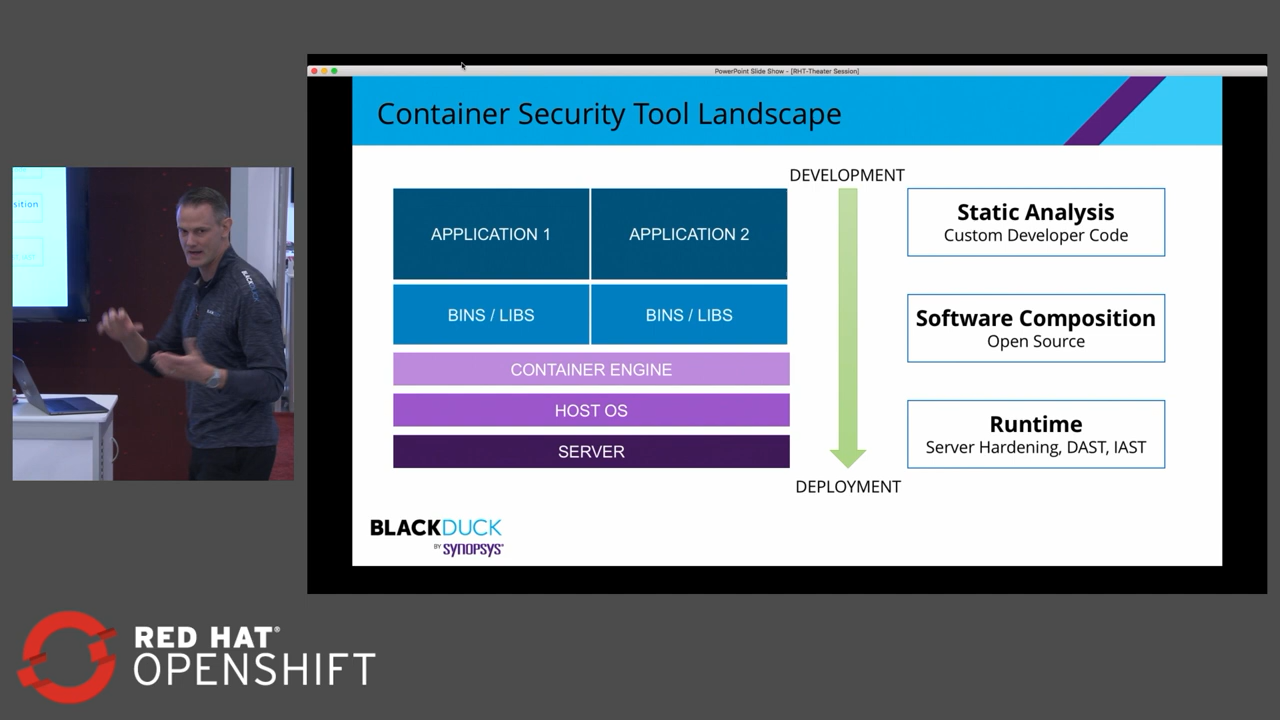 PowerPoint Slide Show - [RHT-Theater Session]
Container Security Tool Landscape
APPLICATION 1
APPLICATION 2
BINS / LIBS
BINS / LIBS
CONTAINER ENGINE
HOST OS
SERVER
DEVELOPMENT
DEPLOYMENT
Static Analysis
Custom Developer Code
Software Composition
Open Source
Runtime
Server Hardening, DAST, IAST
BLACKDUCK
BY SYNOPSYS®
sition
BLACKDUCK
RED HAT®
OPENSHIFT